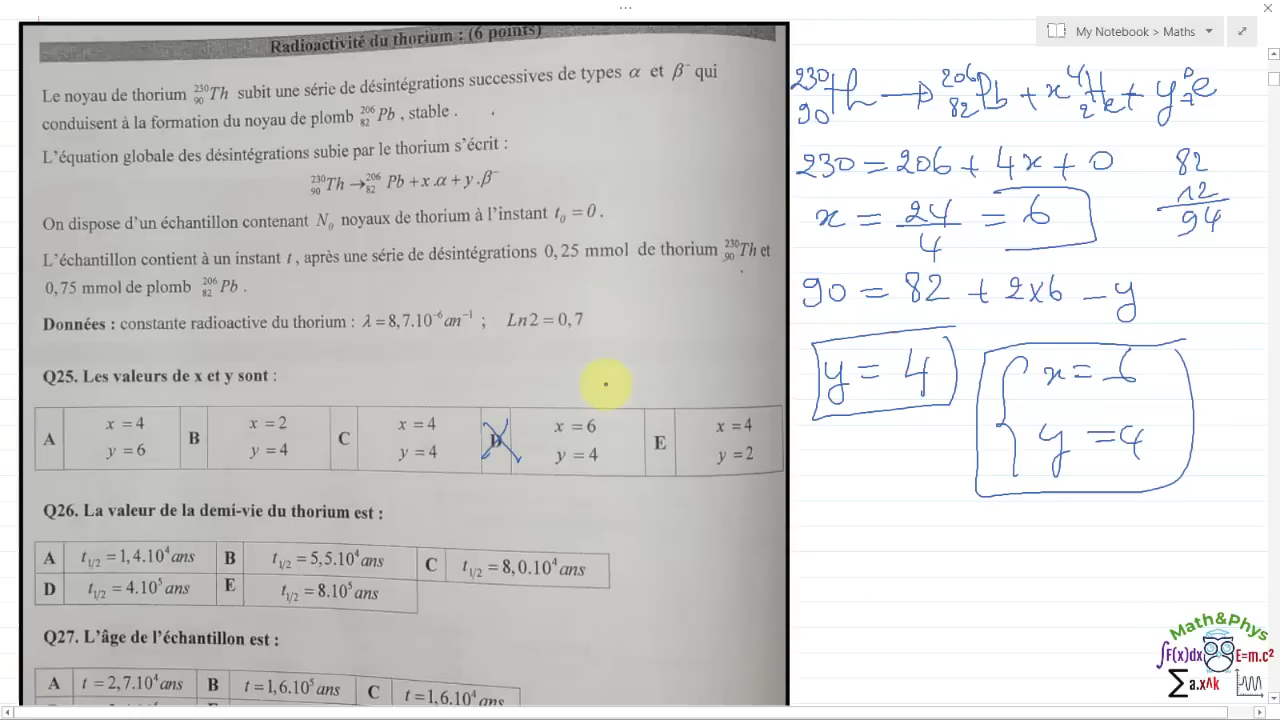 My Notebook > Maths
Radioactivité du thorium : (6 points)
Le noyau de thorium ²³⁰₉₀Th subit une série de désintégrations successives de types α et β⁻ qui
conduisent à la formation du noyau de plomb ²⁰⁶₈₂Pb , stable .
L'équation globale des désintégrations subie par le thorium s'écrit :
²³⁰₉₀Th →²⁰⁶₈₂Pb + x.α + y.β⁻
On dispose d'un échantillon contenant N₀ noyaux de thorium à l'instant t₀ = 0 .
L'échantillon contient à un instant t , après une série de désintégrations 0,25 mmol de thorium ²³⁰₉₀Th et
0,75 mmol de plomb ²⁰⁶₈₂Pb .
Données : constante radioactive du thorium : λ = 8,7.10⁻⁶ an⁻¹ ; Ln2 = 0,7
Q25. Les valeurs de x et y sont :
A x = 4 y = 6 B x = 2 y = 4 C x = 4 y = 4 D x = 6 y = 4 E x = 4 y = 2
Q26. La valeur de la demi-vie du thorium est :
A t₁/₂ = 1,4.10⁴ ans B t₁/₂ = 5,5.10⁴ ans C t₁/₂ = 8,0.10⁴ ans
D t₁/₂ = 4.10⁵ ans E t₁/₂ = 8.10⁵ ans
Q27. L'âge de l'échantillon est :
A t = 2,7.10⁴ ans B t = 1,6.10⁵ ans C t = 1,6.10⁴ ans
²³⁰₉₀Th → ²⁰⁶₈₂Pb + x⁴₂He + y⁰₋₁e
230 = 206 + 4x + 0
x = 24/4 = 6
82
12
94
90 = 82 + 2x6 - y
y = 4
x = 6
y = 4
Math&Phys
∫F(x)dx E=m.c²
∑a.x^k